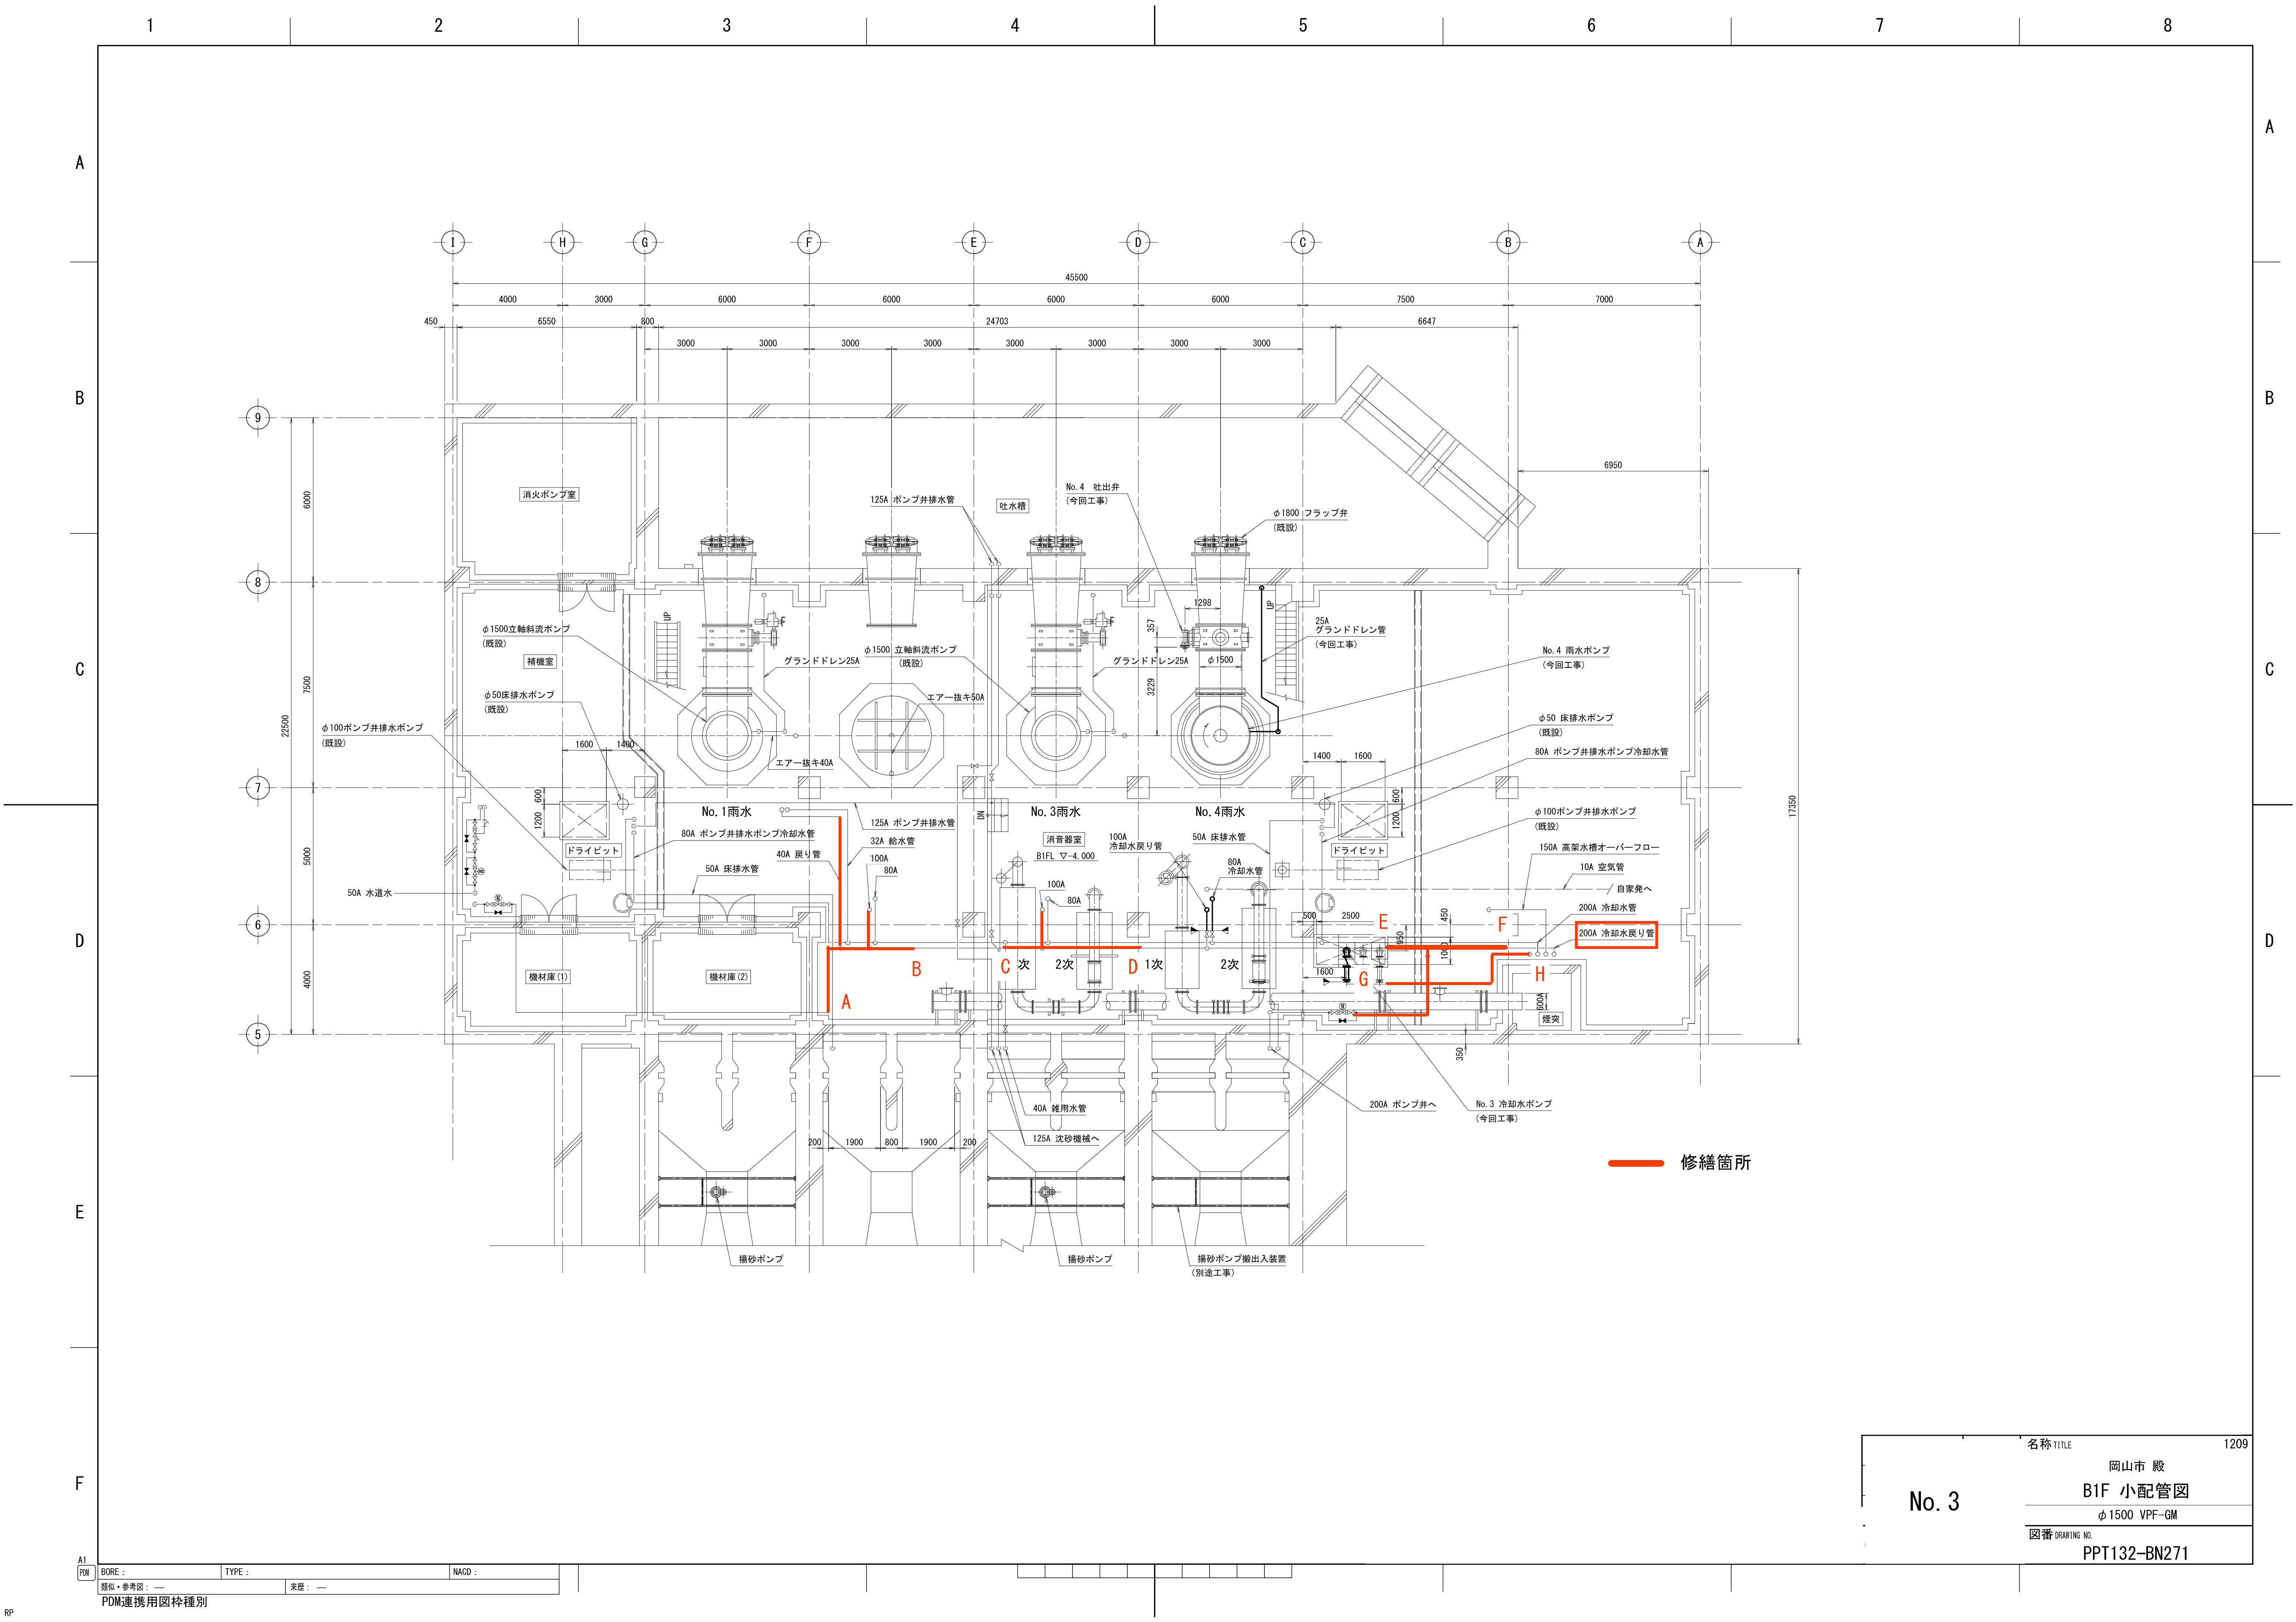 1 2 3 4 5 6 7 8
A A
B B
C C
D D
E
F
I H G F E D C B A
45500
4000 3000 6000 6000 6000 6000 7500 7000
450 6550 800 24703 6647
3000 3000 3000 3000 3000 3000 3000 3000
6950
9
8
7
6
5
6000
7500
5000
4000
22500
17350
消火ポンプ室
125A ポンプ井排水管
吐水槽
No.4 吐出弁
(今回工事)
φ1800 フラップ弁
(既設)
φ1500立軸斜流ポンプ
(既設)
補機室
φ50床排水ポンプ
(既設)
φ100ポンプ井排水ポンプ
(既設)
1600 1400
600
1200
UP
グランドドレン25A
φ1500 立軸斜流ポンプ
(既設)
エアー抜キ50A
エアー抜キ40A
グランドドレン25A
1298
357
φ1500
3229
UP
25A
グランドドレン管
(今回工事)
No.4 雨水ポンプ
(今回工事)
φ50 床排水ポンプ
(既設)
80A ポンプ井排水ポンプ冷却水管
1400 1600
600
1200
φ100ポンプ井排水ポンプ
(既設)
150A 高架水槽オーバーフロー
10A 空気管
自家発へ
200A 冷却水管
200A 冷却水戻り管
No.1雨水
No.3雨水
No.4雨水
DN
125A ポンプ井排水管
80A ポンプ井排水ポンプ冷却水管
32A 給水管
40A 戻り管
100A
80A
50A 床排水管
ドライピット
50A 水道水
消音器室
B1FL ▽-4.000
100A
冷却水戻り管
50A 床排水管
80A
冷却水管
ドライピット
100A
80A
500 2500
450
950
1000
1600
E F
G H
A B
C 次 2次 D 1次 2次
機材庫(1)
機材庫(2)
M
M
600A
煙突
350
200A ポンプ井へ
No.3 冷却水ポンプ
(今回工事)
40A 雑用水管
125A 沈砂機械へ
200 1900 800 1900 200
修繕箇所
揚砂ポンプ
揚砂ポンプ
揚砂ポンプ搬出入装置
(別途工事)
No.3
名称 TITLE 1209
岡山市 殿
B1F 小配管図
φ1500 VPF-GM
図番 DRAWING NO.
PPT132-BN271
A1
PDM
BORE : TYPE : NACD :
類似・参考図 : — 来歴 : —
PDM連携用図枠種別
RP